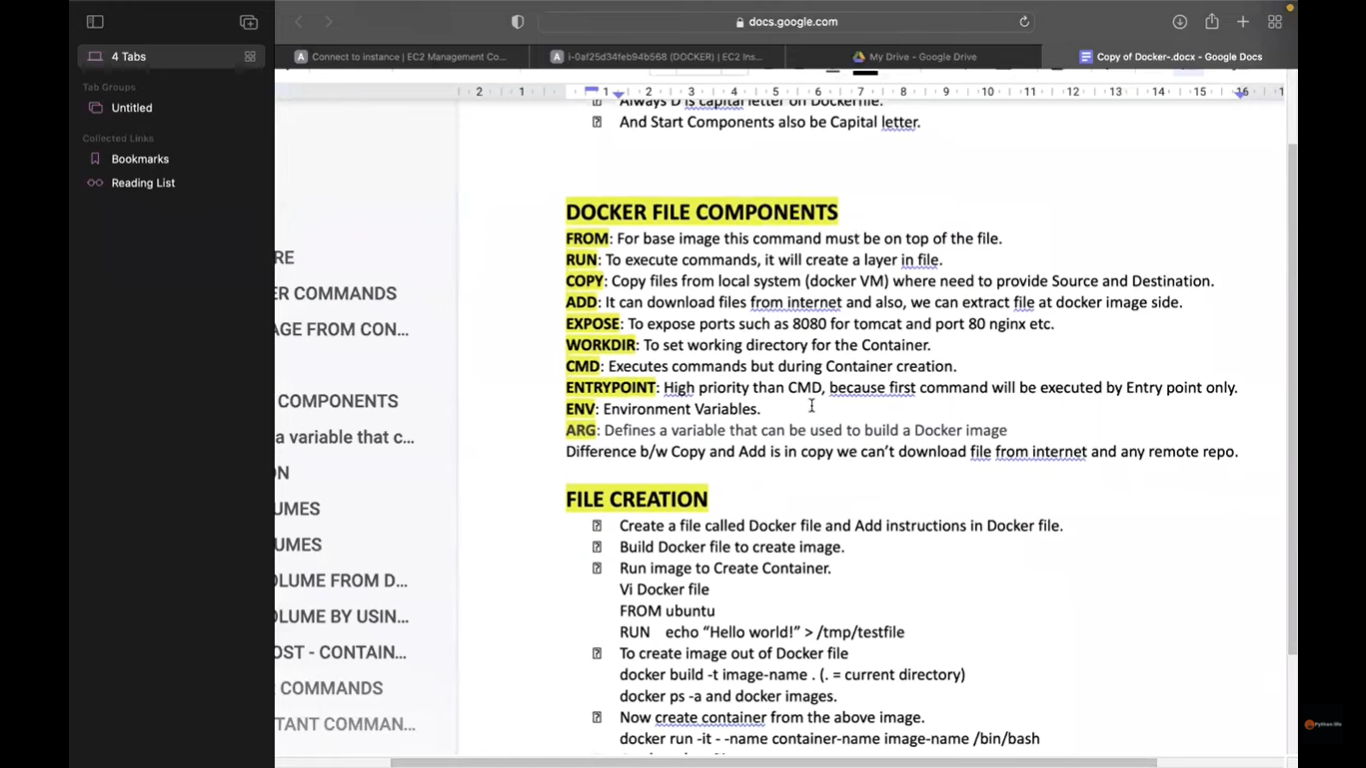 docs.google.com
4 Tabs
Connect to instance | EC2 Management Co...
i-0af25d34feb94b568 (DOCKER) | EC2 Ins...
My Drive - Google Drive
Copy of Docker-.docx - Google Docs
Tab Groups
Untitled
Collected Links
Bookmarks
Reading List
2 1 1 2 3 4 5 6 7 8 9 10 11 12 13 14 15 16 1
Always D is capital letter on Dockerfile.
And Start Components also be Capital letter.
RE
ER COMMANDS
AGE FROM CON...
COMPONENTS
a variable that c...
ON
UMES
UMES
OLUME FROM D...
OLUME BY USIN...
OST - CONTAIN...
COMMANDS
TANT COMMAN...
DOCKER FILE COMPONENTS
FROM: For base image this command must be on top of the file.
RUN: To execute commands, it will create a layer in file.
COPY: Copy files from local system (docker VM) where need to provide Source and Destination.
ADD: It can download files from internet and also, we can extract file at docker image side.
EXPOSE: To expose ports such as 8080 for tomcat and port 80 nginx etc.
WORKDIR: To set working directory for the Container.
CMD: Executes commands but during Container creation.
ENTRYPOINT: High priority than CMD, because first command will be executed by Entry point only.
ENV: Environment Variables.
ARG: Defines a variable that can be used to build a Docker image
Difference b/w Copy and Add is in copy we can't download file from internet and any remote repo.
FILE CREATION
Create a file called Docker file and Add instructions in Docker file.
Build Docker file to create image.
Run image to Create Container.
Vi Docker file
FROM ubuntu
RUN echo “Hello world!” > /tmp/testfile
To create image out of Docker file
docker build -t image-name . (. = current directory)
docker ps -a and docker images.
Now create container from the above image.
docker run -it - -name container-name image-name /bin/bash
Python life